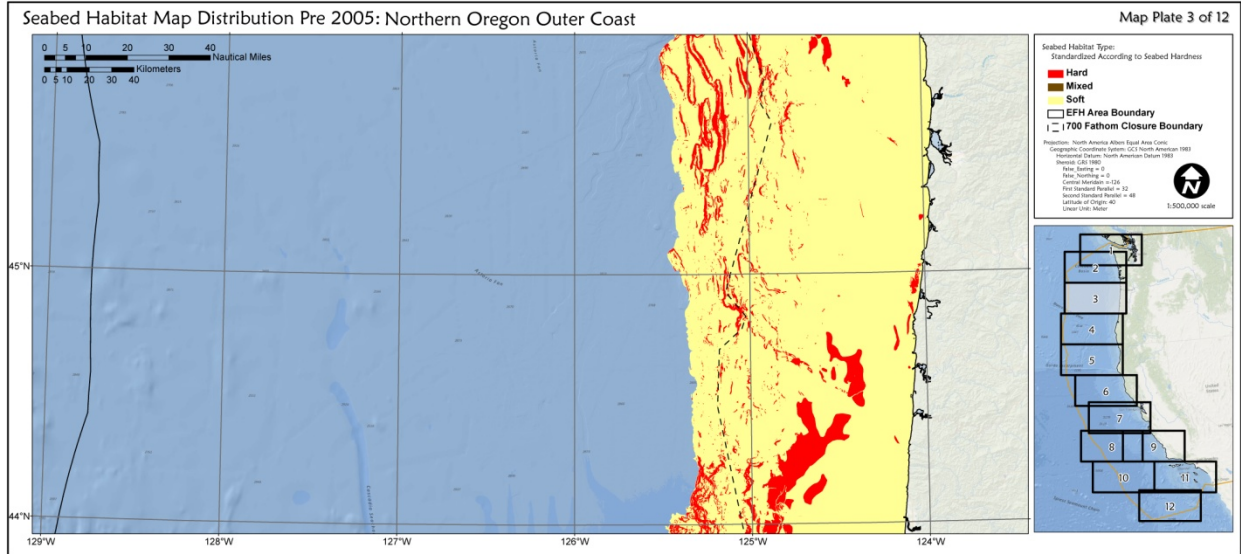 Seabed Habitat Map Distribution Pre 2005: Northern Oregon Outer Coast
Map Plate 3 of 12
0 5 10 20 30 40
Nautical Miles
Kilometers
0 5 10 20 30 40
Seabed Habitat Type:
Standardized According to Seabed Hardness
Hard
Mixed
Soft
EFH Area Boundary
700 Fathom Closure Boundary
Projection: North America Albers Equal Area Conic
Geographic Coordinate System: GCS North American 1983
Horizontal Datum: North American Datum 1983
Sheroid: GRS 1980
False_Easting = 0
False_Northing = 0
Central Meridain =-126
First Standard Parallel = 32
Second Standard Parallel = 48
Latitude of Origin: 40
Linear Unit: Meter
N
1:500,000 scale
45°N
44°N
129°W
128°W
127°W
126°W
125°W
124°W
Astoria Fan
1
2
3
4
5
6
7
8
9
10
11
12